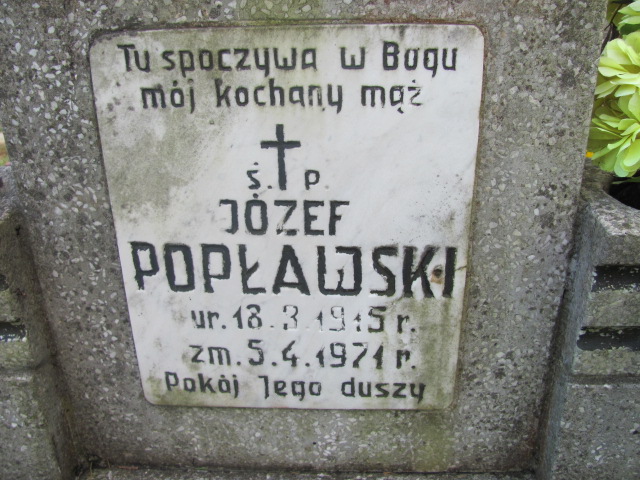 Tu spoczywa w Bogu
mój kochany mąż
ś. p.
JÓZEF
POPŁAWSKI
ur. 18.3.1915 r.
zm. 5.4.1971 r.
Pokój Jego duszy